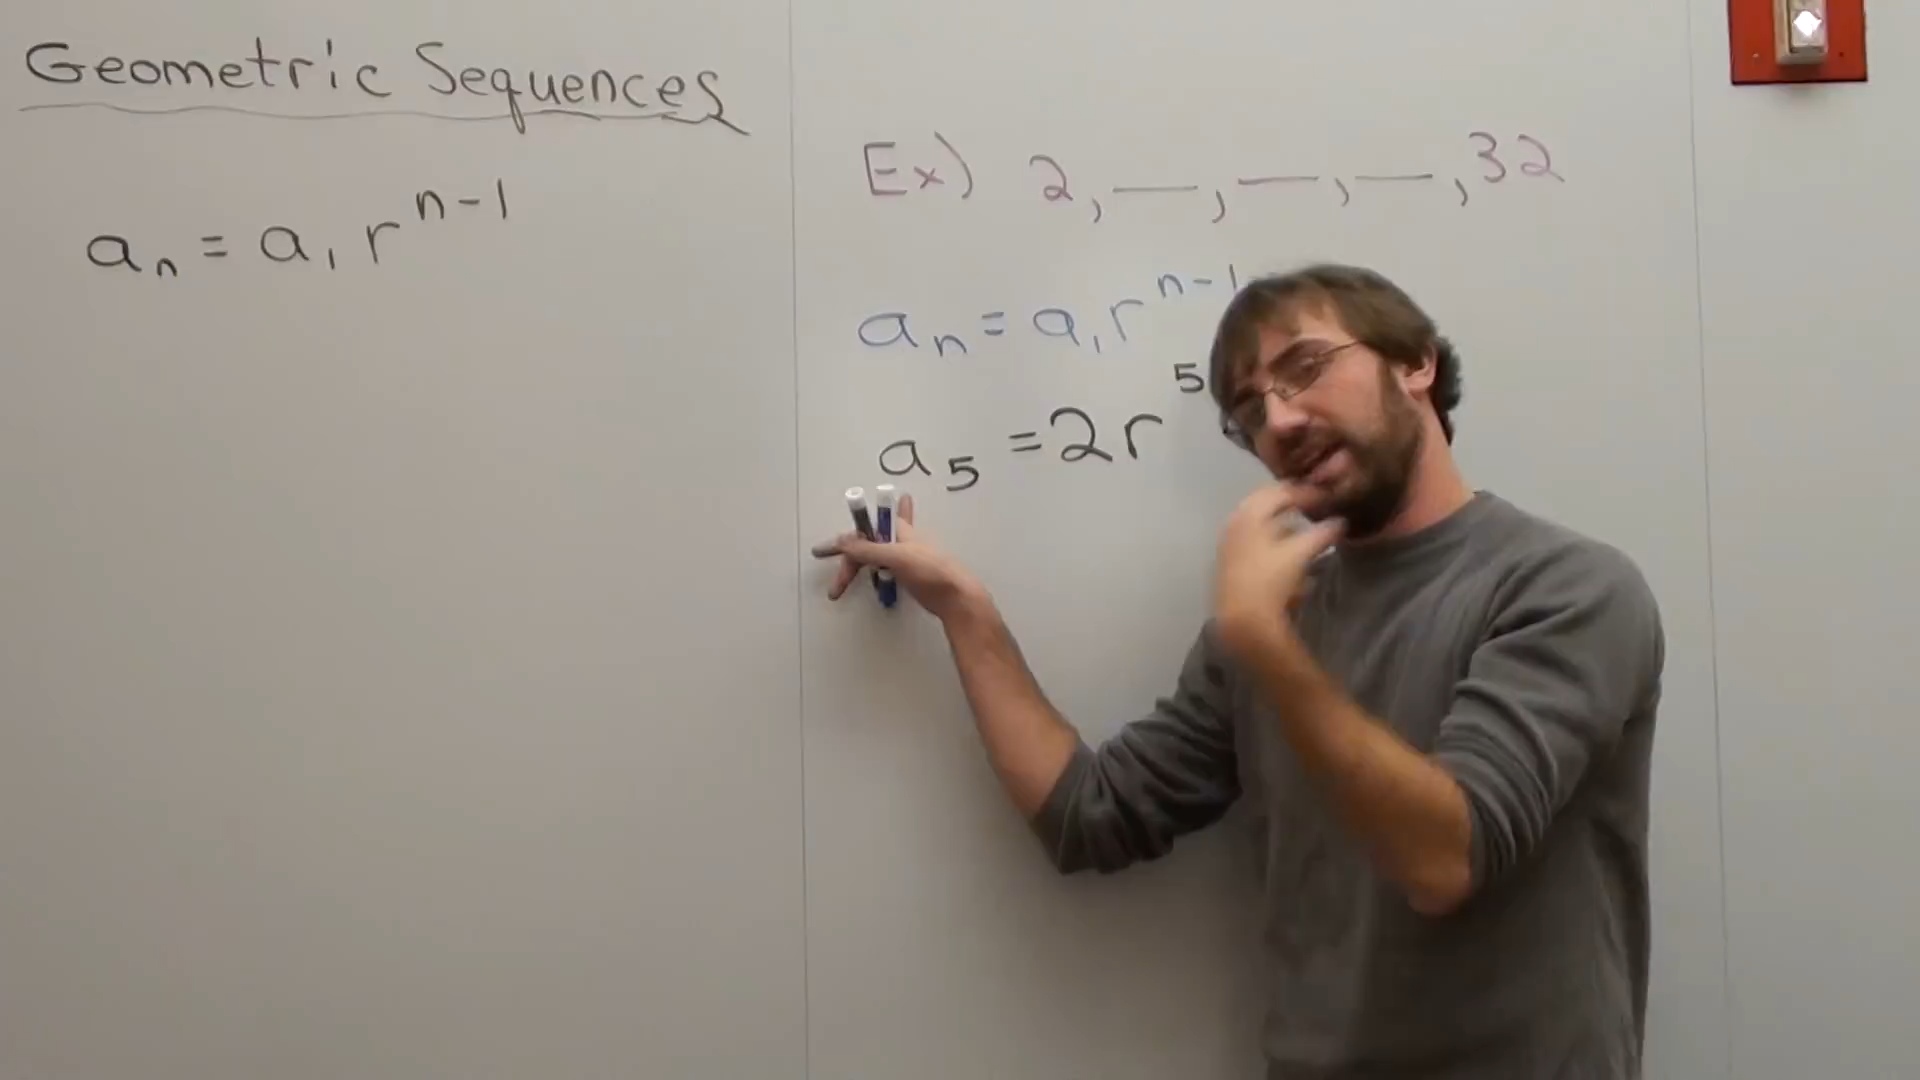 Geometric Sequences
aₙ = a₁ rⁿ⁻¹
Ex) 2, __, __, __, 32
aₙ = a₁ rⁿ⁻¹
a₅ = 2r⁵